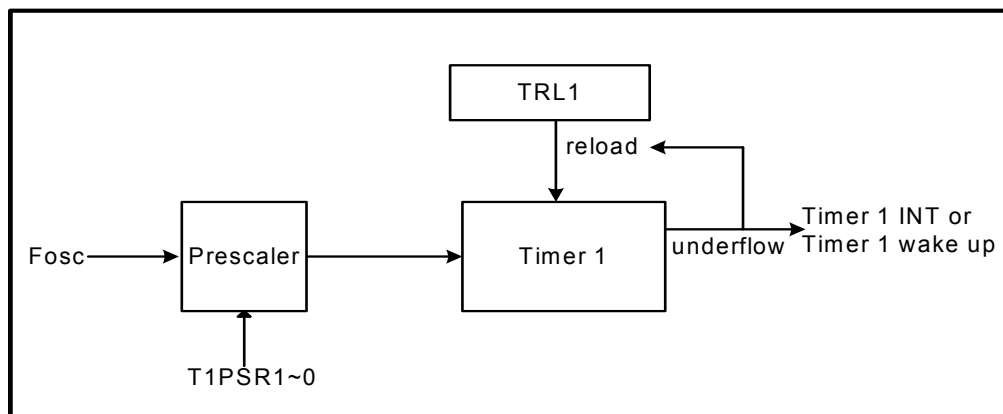 TRL1
reload
Timer 1 INT or
Timer 1 wake up
underflow
Fosc
Prescaler
Timer 1
T1PSR1~0